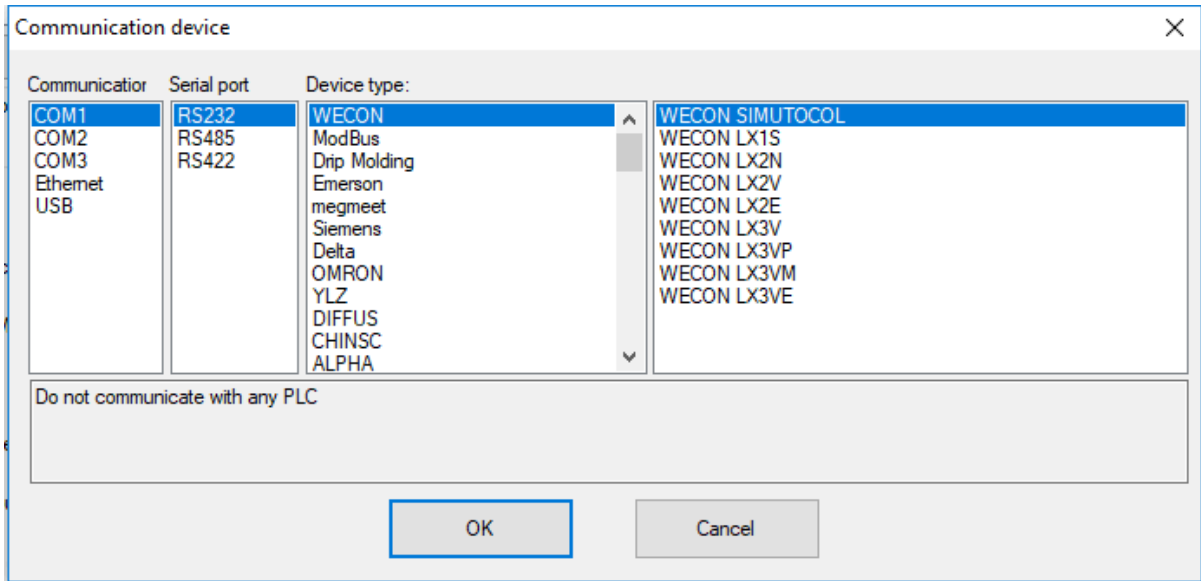 Communication device
Communication
Serial port
Device type:
COM1
COM2
COM3
Ethernet
USB
RS232
RS485
RS422
WECON
ModBus
Drip Molding
Emerson
megmeet
Siemens
Delta
OMRON
YLZ
DIFFUS
CHINSC
ALPHA
WECON SIMUTOCOL
WECON LX1S
WECON LX2N
WECON LX2V
WECON LX2E
WECON LX3V
WECON LX3VP
WECON LX3VM
WECON LX3VE
Do not communicate with any PLC
OK
Cancel